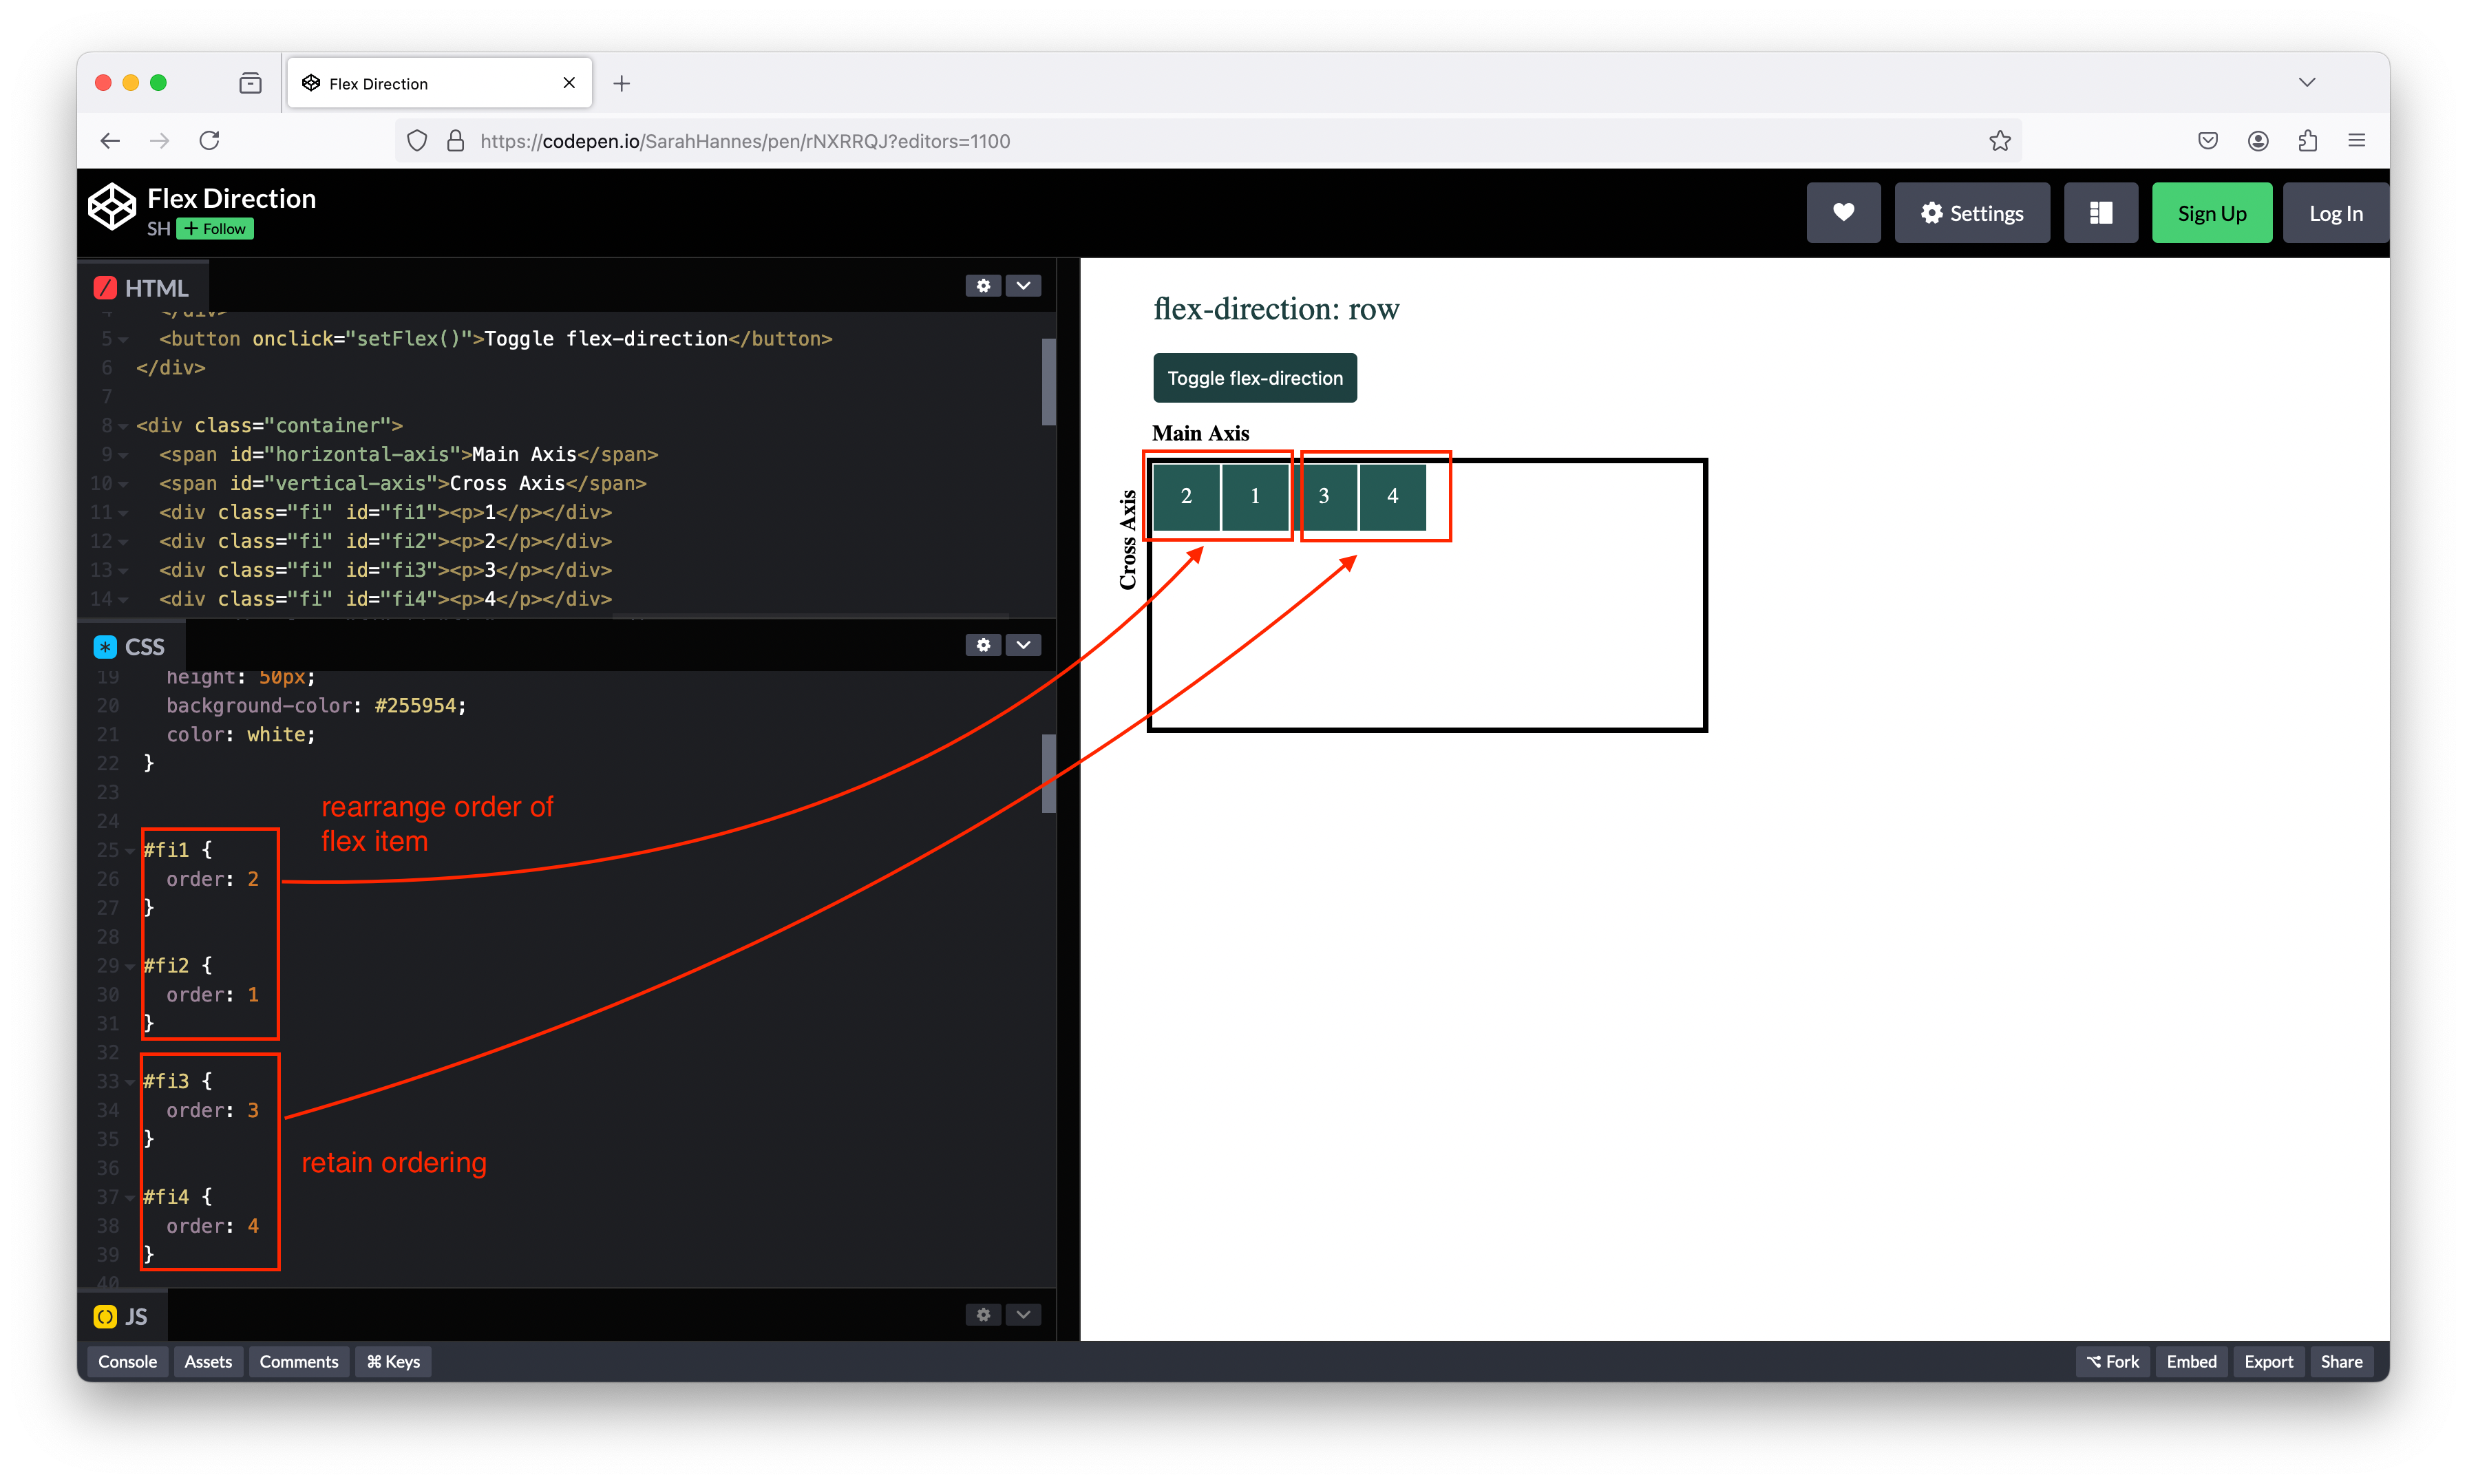 Flex Direction
https://codepen.io/SarahHannes/pen/rNXRRQJ?editors=1100
Flex Direction
SH + Follow
Settings
Sign Up
Log In
HTML
4 </div>
5 <button onclick="setFlex()">Toggle flex-direction</button>
6 </div>
7
8 <div class="container">
9 <span id="horizontal-axis">Main Axis</span>
10 <span id="vertical-axis">Cross Axis</span>
11 <div class="fi" id="fi1"><p>1</p></div>
12 <div class="fi" id="fi2"><p>2</p></div>
13 <div class="fi" id="fi3"><p>3</p></div>
14 <div class="fi" id="fi4"><p>4</p></div>
CSS
19 height: 50px;
20 background-color: #255954;
21 color: white;
22 }
23
24
25 #fi1 {
26 order: 2
27 }
28
29 #fi2 {
30 order: 1
31 }
32
33 #fi3 {
34 order: 3
35 }
36
37 #fi4 {
38 order: 4
39 }
40
rearrange order of
flex item
retain ordering
JS
flex-direction: row
Toggle flex-direction
Main Axis
Cross Axis
2 1 3 4
Console Assets Comments ⌘ Keys
Fork Embed Export Share